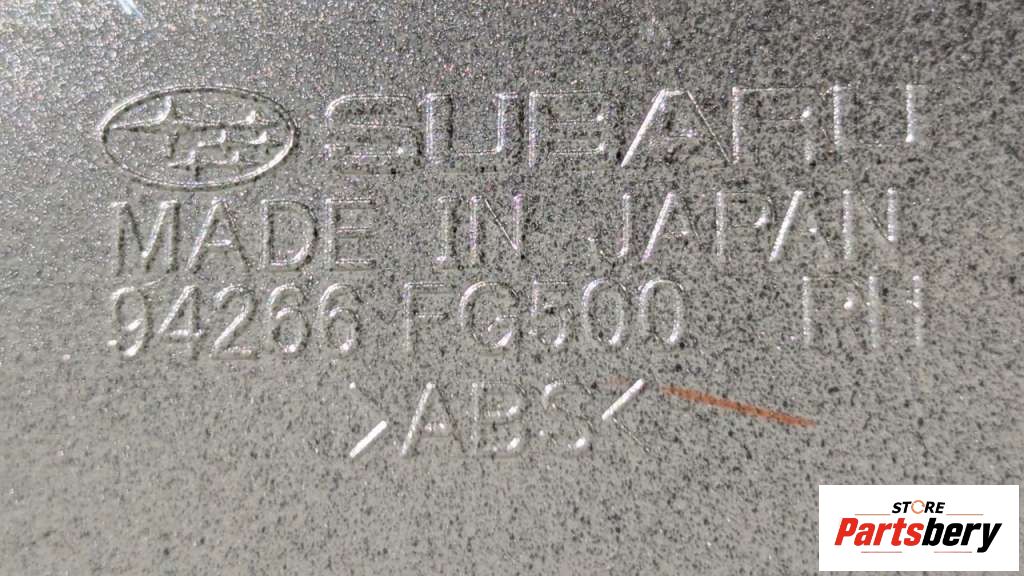 SUBARU
MADE IN JAPAN
94266 FG500 RH
>ABS<
STORE
Partsbery